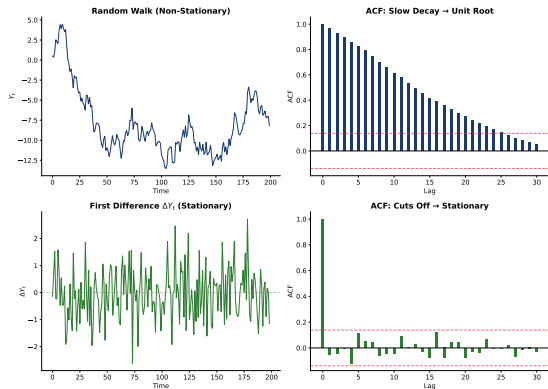 Random Walk (Non-Stationary)
Y_t
5.0
2.5
0.0
−2.5
−5.0
−7.5
−10.0
−12.5
0 25 50 75 100 125 150 175 200
Time
ACF: Slow Decay → Unit Root
ACF
1.0
0.8
0.6
0.4
0.2
0.0
0 5 10 15 20 25 30
Lag
First Difference ΔY_t (Stationary)
ΔY_t
2
1
0
−1
−2
0 25 50 75 100 125 150 175 200
Time
ACF: Cuts Off → Stationary
ACF
1.0
0.8
0.6
0.4
0.2
0.0
0 5 10 15 20 25 30
Lag